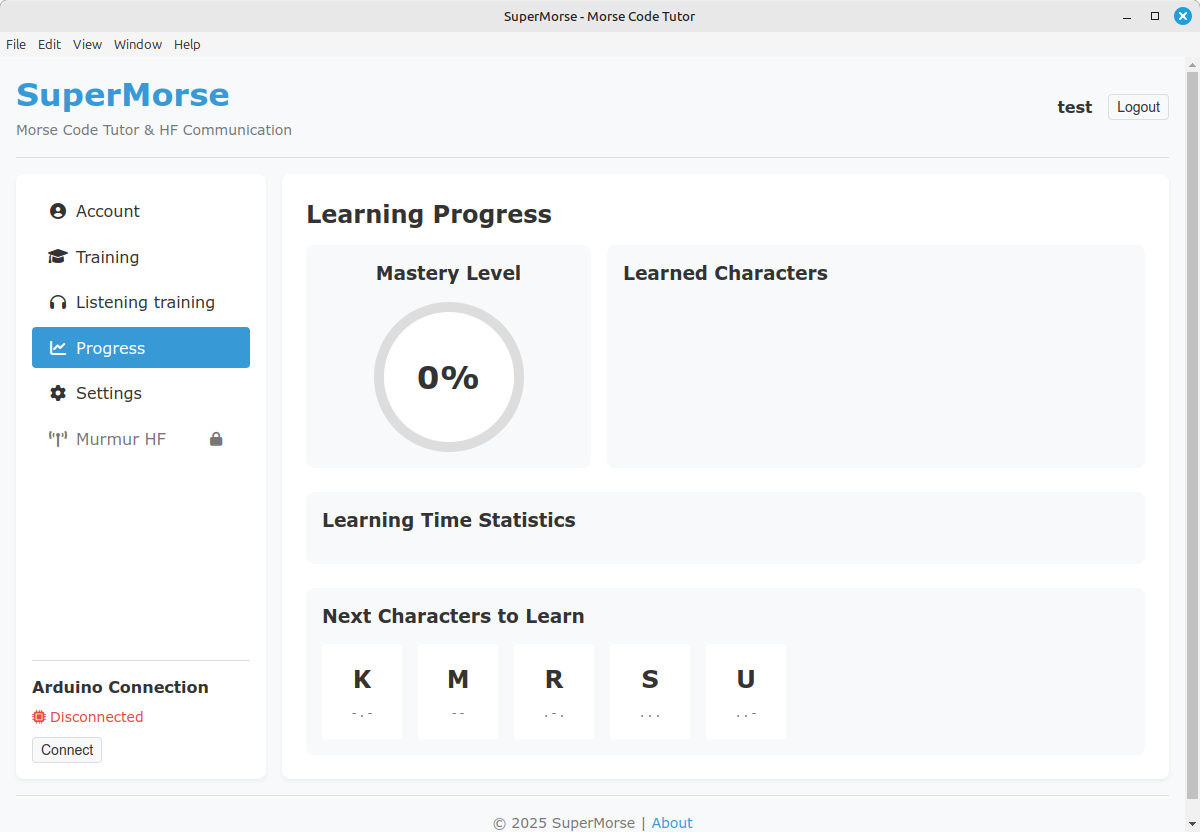 SuperMorse - Morse Code Tutor
File Edit View Window Help
SuperMorse
Morse Code Tutor & HF Communication
test Logout
Account
Training
Listening training
Progress
Settings
Murmur HF
Arduino Connection
Disconnected
Connect
Learning Progress
Mastery Level
0%
Learned Characters
Learning Time Statistics
Next Characters to Learn
K M R S U
-.- -- .-. ... ..-
© 2025 SuperMorse | About